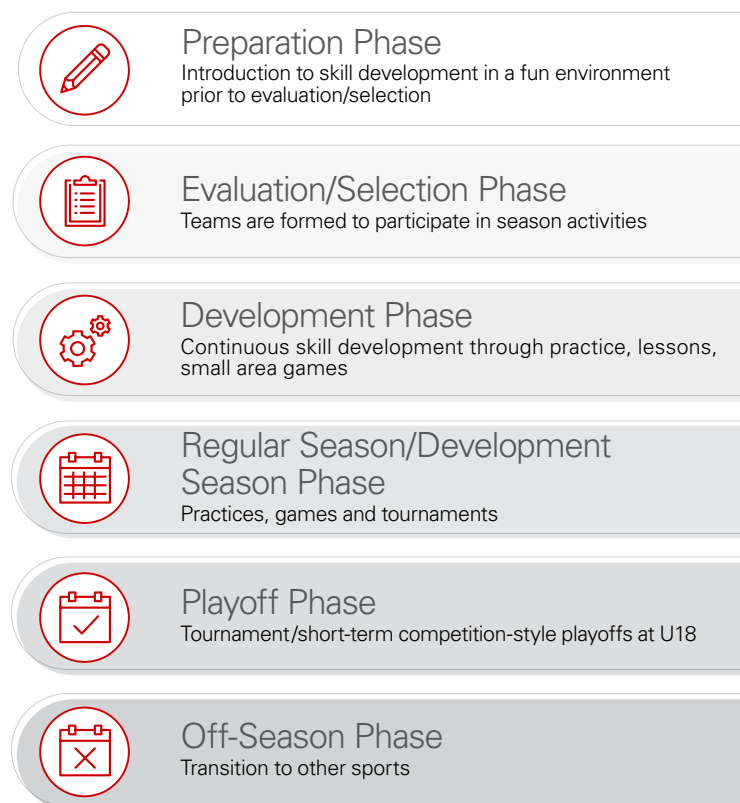 Preparation Phase
Introduction to skill development in a fun environment
prior to evaluation/selection
Evaluation/Selection Phase
Teams are formed to participate in season activities
Development Phase
Continuous skill development through practice, lessons,
small area games
Regular Season/Development
Season Phase
Practices, games and tournaments
Playoff Phase
Tournament/short-term competition-style playoffs at U18
Off-Season Phase
Transition to other sports